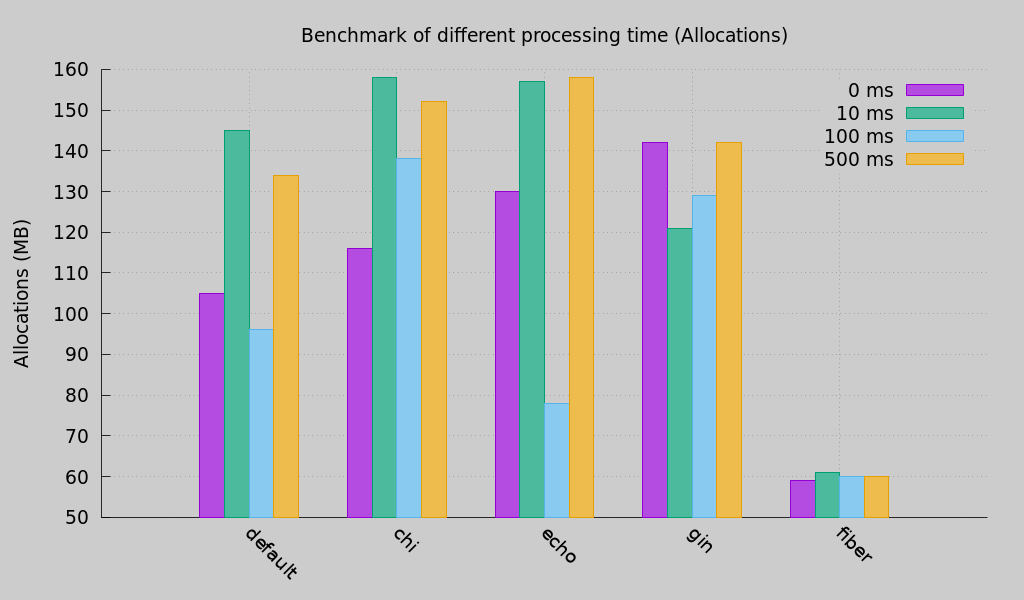 Benchmark of different processing time (Allocations)
160
150
140
130
120
110
100
90
80
70
60
50
Allocations (MB)
0 ms
10 ms
100 ms
500 ms
default
chi
echo
gin
fiber